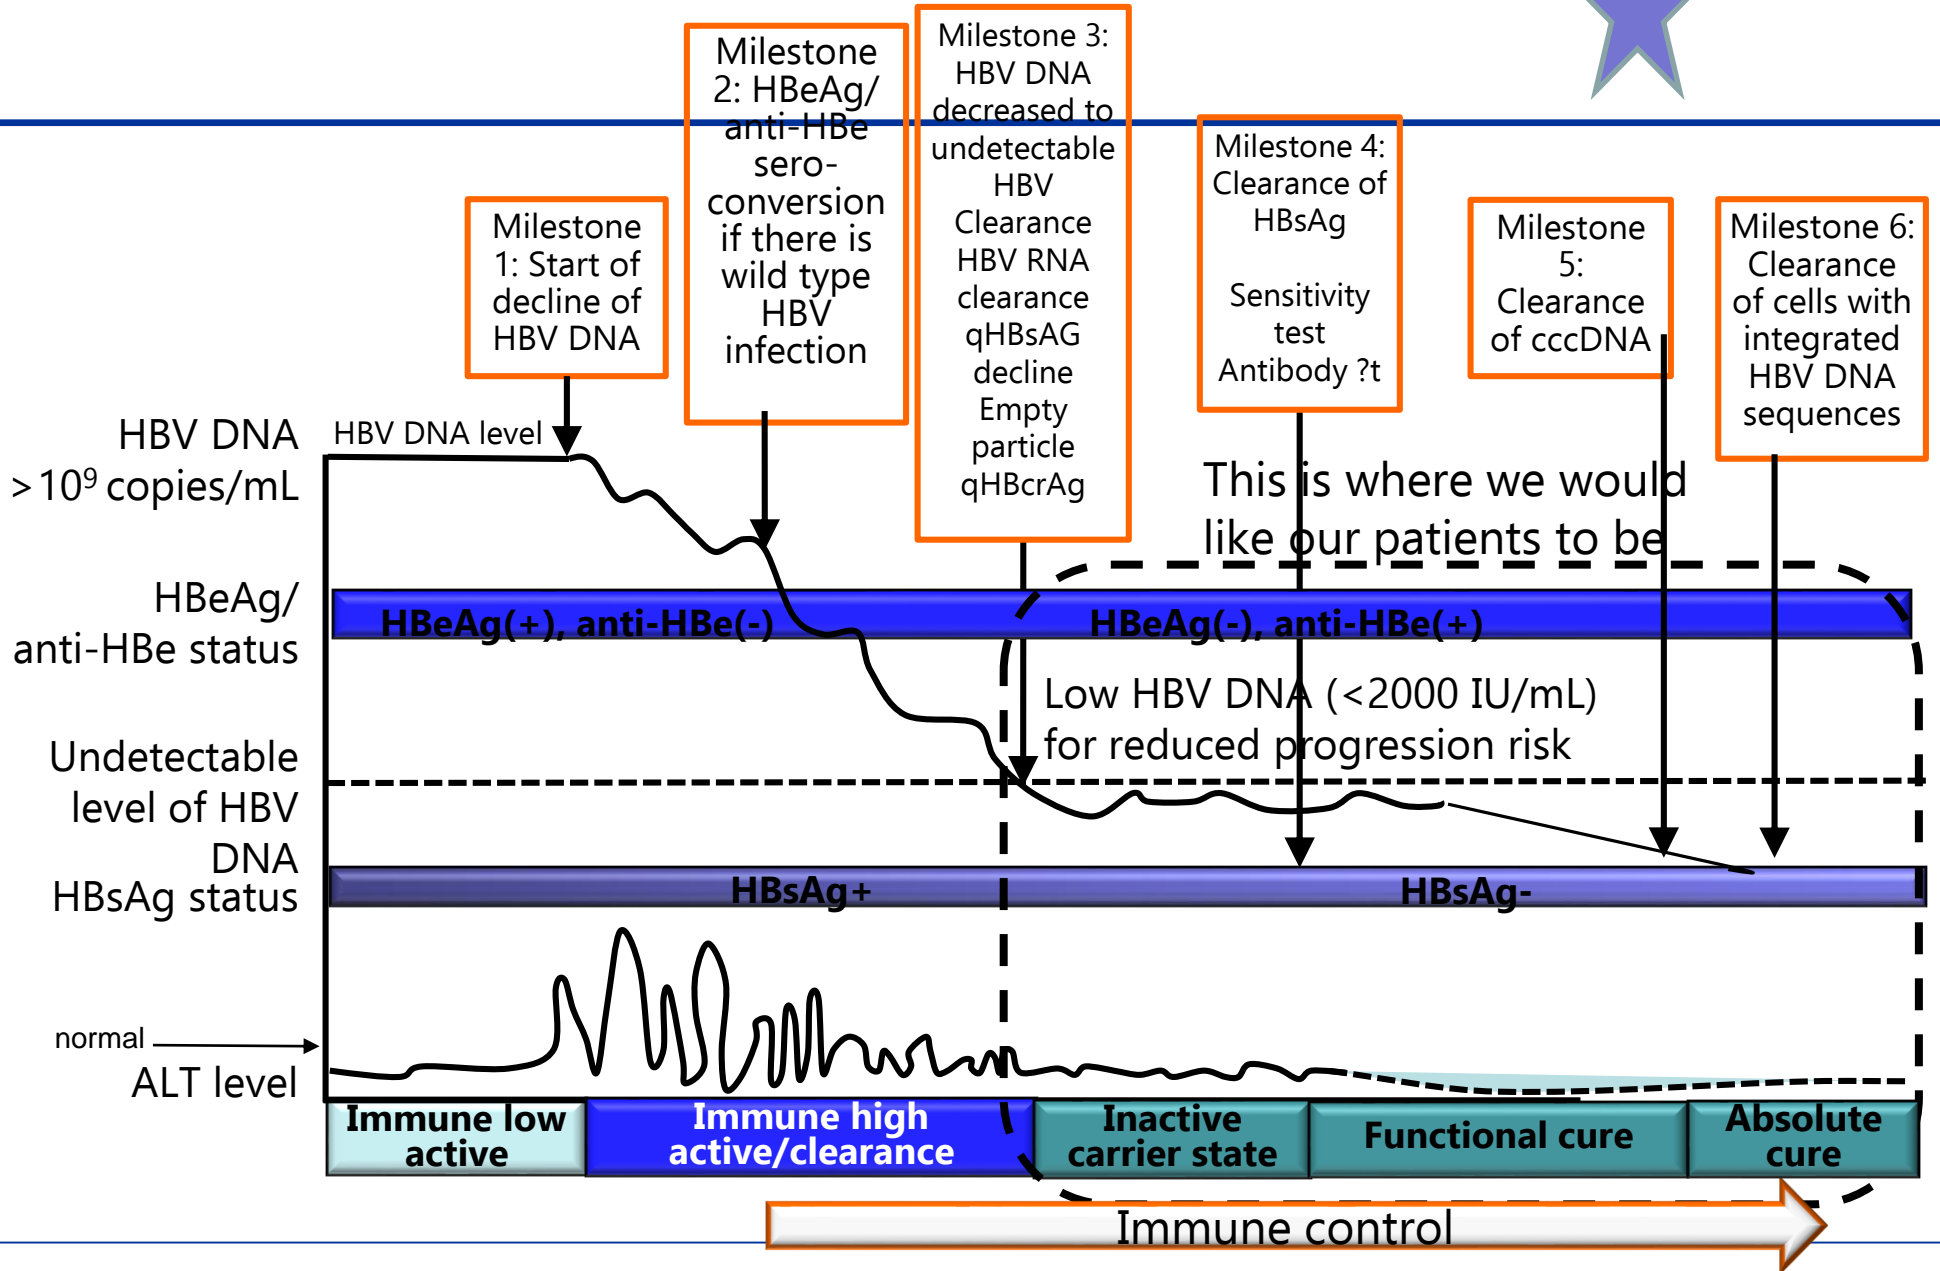 Milestone
1: Start of
decline of
HBV DNA
Milestone
2: HBeAg/
anti-HBe
sero-
conversion
if there is
wild type
HBV
infection
Milestone 3:
HBV DNA
decreased to
undetectable
HBV
Clearance
HBV RNA
clearance
qHBsAG
decline
Empty
particle
qHBcrAg
Milestone 4:
Clearance of
HBsAg
Sensitivity
test
Antibody ?t
Milestone
5:
Clearance
of cccDNA
Milestone 6:
Clearance
of cells with
integrated
HBV DNA
sequences
HBV DNA
>10⁹ copies/mL
HBV DNA level
This is where we would
like our patients to be
HBeAg/
anti-HBe status
HBeAg(+), anti-HBe(-)
HBeAg(-), anti-HBe(+)
Low HBV DNA (<2000 IU/mL)
for reduced progression risk
Undetectable
level of HBV
DNA
HBsAg status
HBsAg+
HBsAg-
normal
ALT level
Immune low
active
Immune high
active/clearance
Inactive
carrier state
Functional cure
Absolute
cure
Immune control